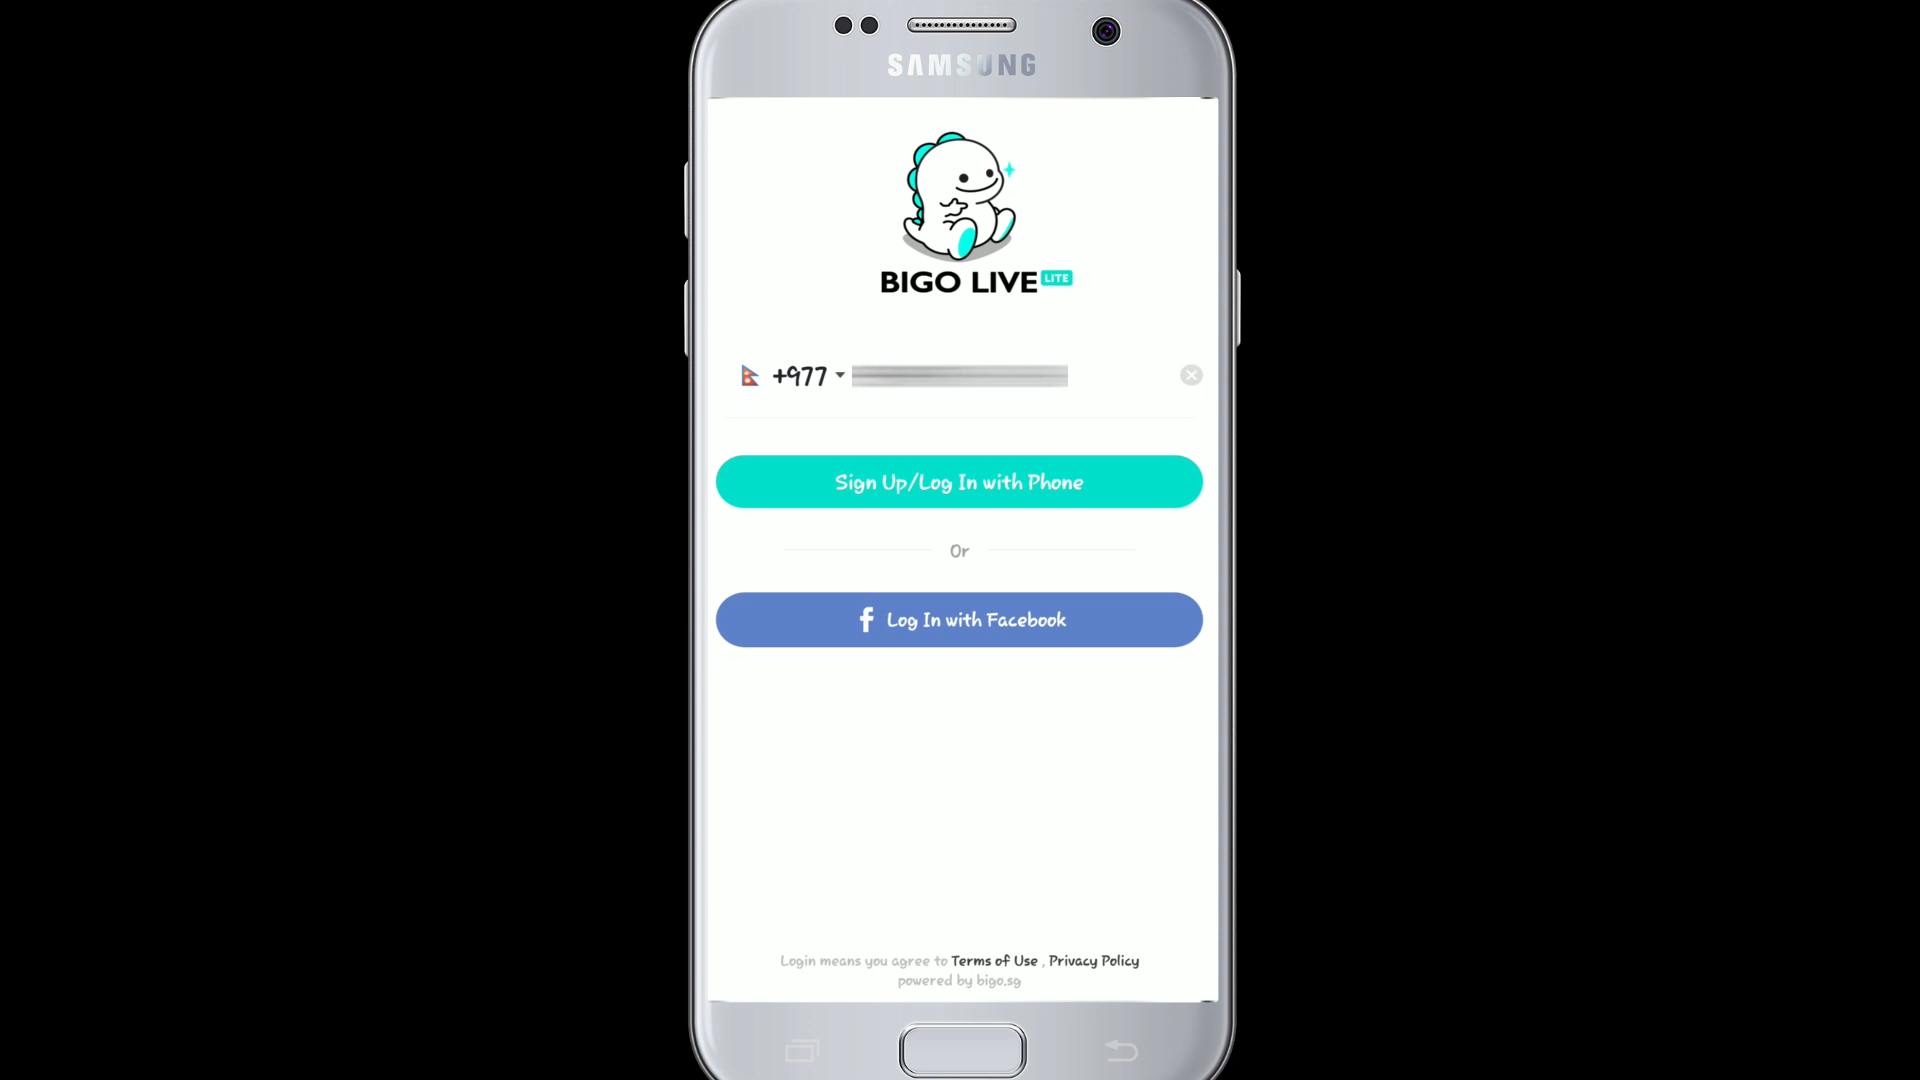 SAMSUNG
BIGO LIVE LITE
+977
Sign Up/Log In with Phone
Or
f Log In with Facebook
Login means you agree to Terms of Use , Privacy Policy
powered by bigo.sg